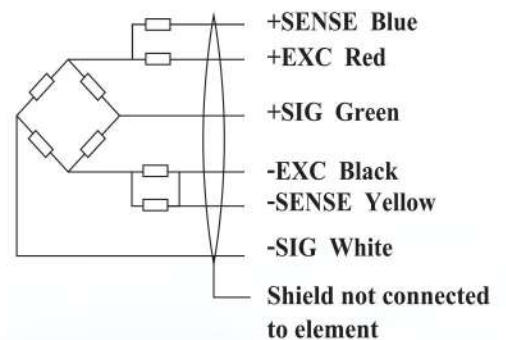 +SENSE Blue
+EXC Red
+SIG Green
-EXC Black
-SENSE Yellow
-SIG White
Shield not connected
to element